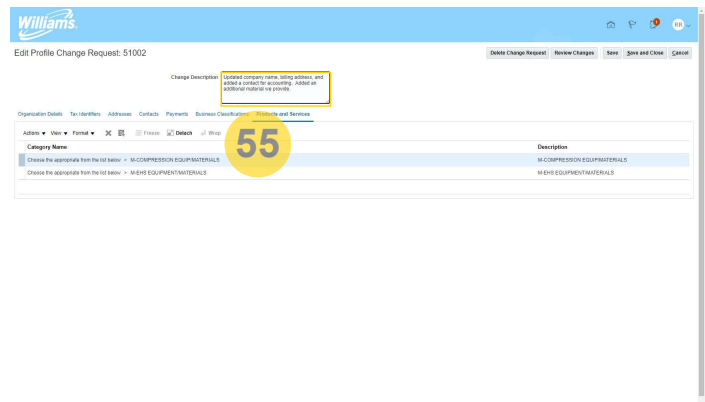 Williams.
1
RR
Edit Profile Change Request: 51002
Delete Change Request Review Changes Save Save and Close Cancel
Change Description
Updated company name, billing address, and
added a contact for accounting. Added an
additional material we provide.
Organization Details Tax Identifiers Addresses Contacts Payments Business Classifications Products and Services
Actions View Format Freeze Detach Wrap
55
Category Name Description
Choose the appropriate from the list below > M-COMPRESSION EQUIP/MATERIALS M-COMPRESSION EQUIP/MATERIALS
Choose the appropriate from the list below > M-EHS EQUIPMENT/MATERIALS M-EHS EQUIPMENT/MATERIALS